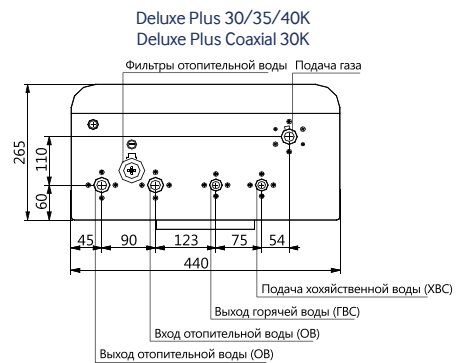 Deluxe Plus 30/35/40K
Deluxe Plus Coaxial 30K
Фильтры отопительной воды Подача газа
265
110
60
45 90 123 75 54
440
Подача хохяйственной воды (ХВС)
Выход горячей воды (ГВС)
Вход отопительной воды (ОВ)
Выход отопительной воды (ОВ)